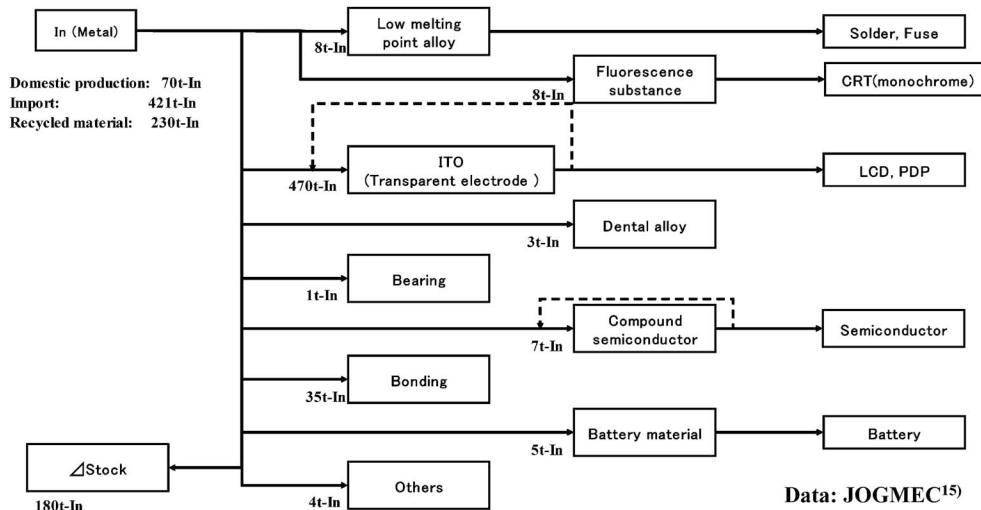 In (Metal)
Domestic production: 70t-In
Import: 421t-In
Recycled material: 230t-In
Low melting
point alloy
8t-In
Solder, Fuse
Fluorescence
substance
8t-In
CRT(monochrome)
ITO
(Transparent electrode )
470t-In
LCD, PDP
Dental alloy
3t-In
Bearing
1t-In
Compound
semiconductor
7t-In
Semiconductor
Bonding
35t-In
Battery material
5t-In
Battery
⊿Stock
180t-In
Others
4t-In
Data: JOGMEC15)